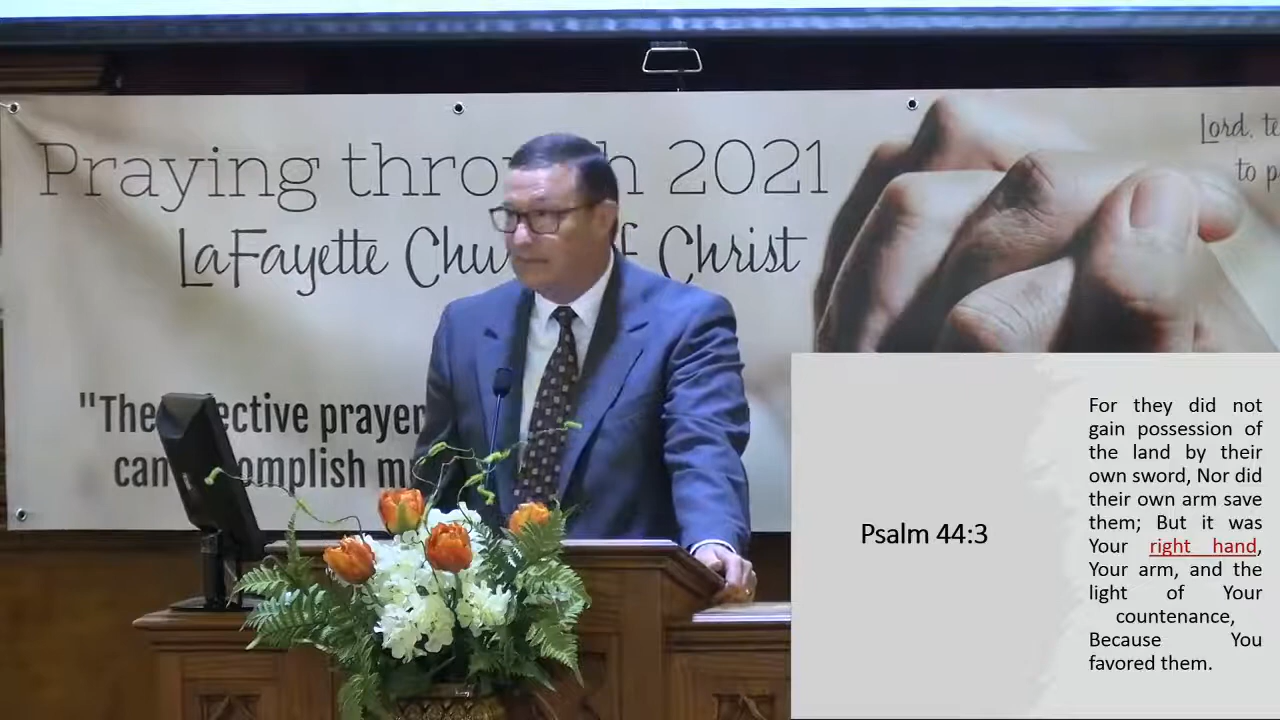 Praying thro h 2021
LaFayette Chu f Christ
Lord, te
to p
"The ective prayer
can omplish m
Psalm 44:3
For they did not
gain possession of
the land by their
own sword, Nor did
their own arm save
them; But it was
Your right hand,
Your arm, and the
light of Your
countenance,
Because You
favored them.